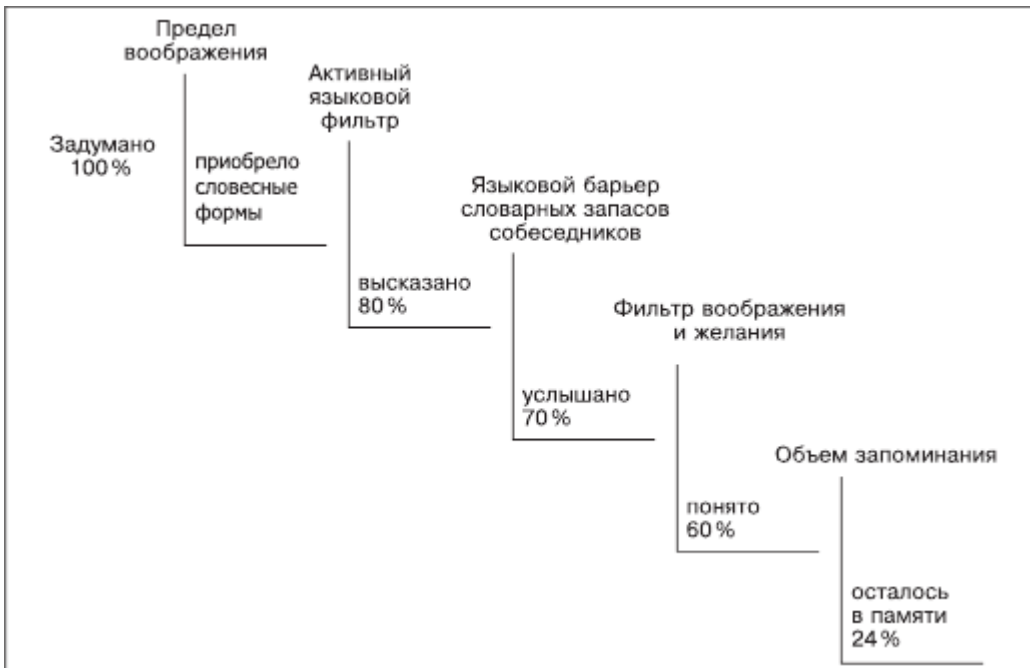 Предел
воображения
Активный
языковой
фильтр
Задумано
100 %
приобрело
словесные
формы
Языковой барьер
словарных запасов
собеседников
высказано
80 %
Фильтр воображения
и желания
услышано
70 %
Объем запоминания
понято
60 %
осталось
в памяти
24 %